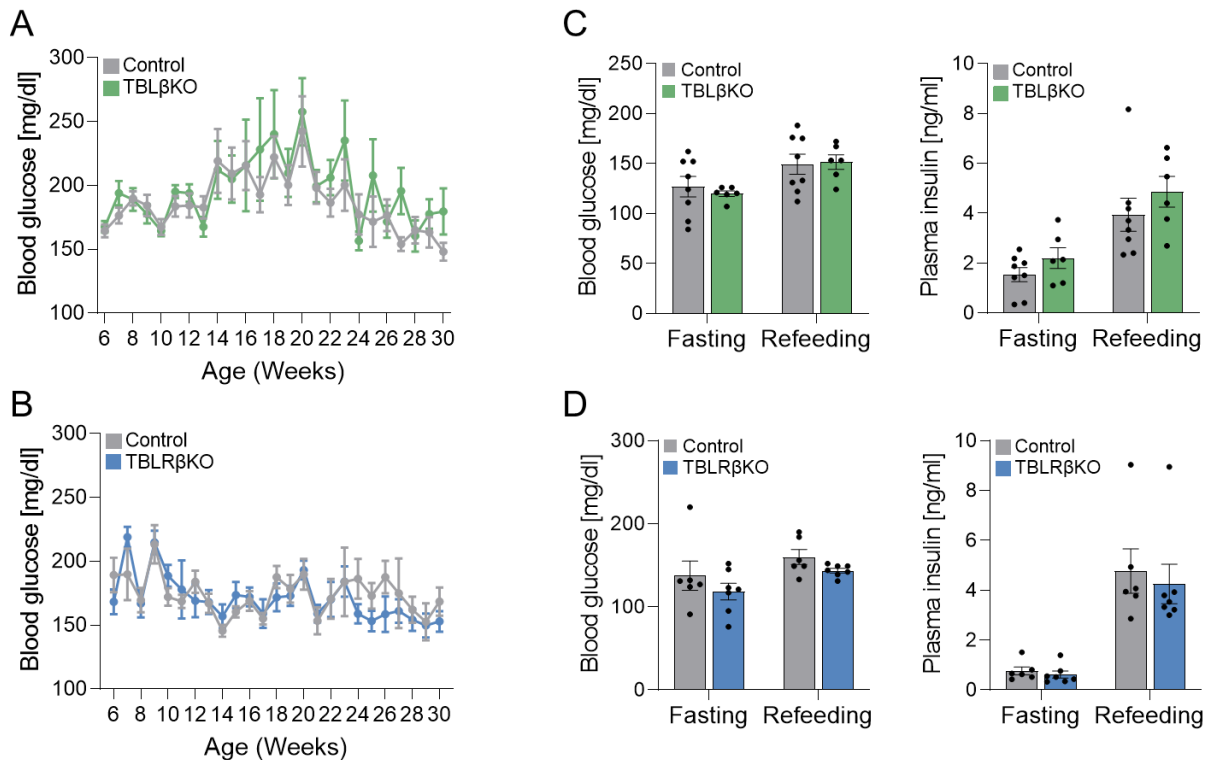 A
Blood glucose [mg/dl]
300
250
200
150
100
Control
TBLβKO
6 8 10 12 14 16 18 20 22 24 26 28 30
Age (Weeks)
B
Blood glucose [mg/dl]
300
250
200
150
100
Control
TBLRβKO
6 8 10 12 14 16 18 20 22 24 26 28 30
Age (Weeks)
C
Blood glucose [mg/dl]
250
200
150
100
50
0
Control
TBLβKO
Fasting Refeeding
Plasma insulin [ng/ml]
10
8
6
4
2
0
Control
TBLβKO
Fasting Refeeding
D
Blood glucose [mg/dl]
300
200
100
0
Control
TBLRβKO
Fasting Refeeding
Plasma insulin [ng/ml]
10
8
6
4
2
0
Control
TBLRβKO
Fasting Refeeding